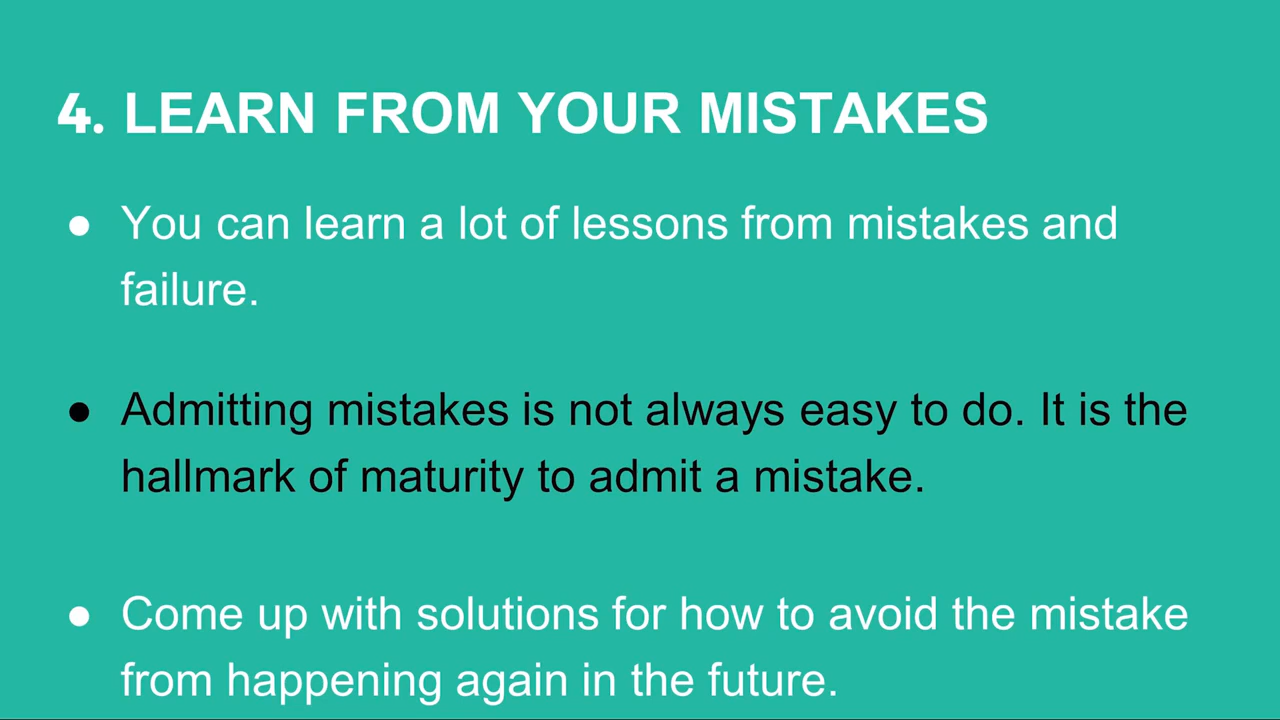 4. LEARN FROM YOUR MISTAKES
● You can learn a lot of lessons from mistakes and
failure.
● Admitting mistakes is not always easy to do. It is the
hallmark of maturity to admit a mistake.
● Come up with solutions for how to avoid the mistake
from happening again in the future.